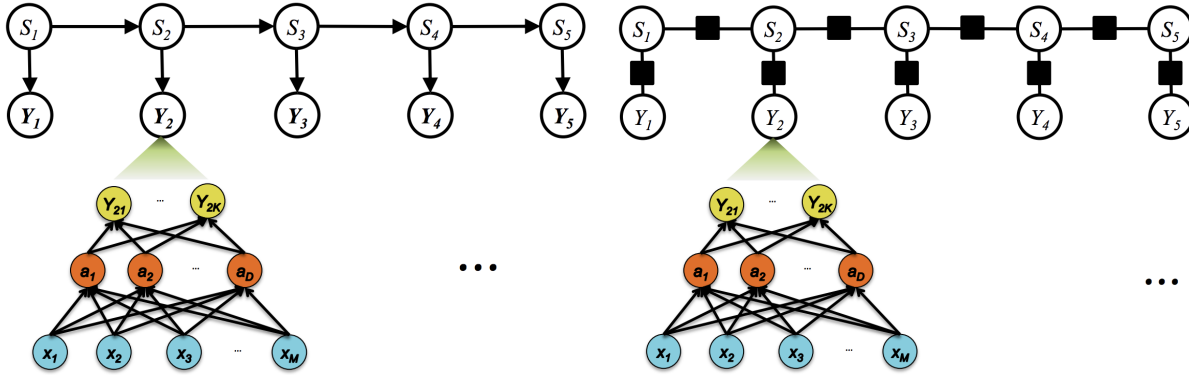 S1 S2 S3 S4 S5 S1 S2 S3 S4 S5
Y1 Y2 Y3 Y4 Y5 Y1 Y2 Y3 Y4 Y5
Y21 ... Y2K Y21 ... Y2K
a1 a2 ... aD ... a1 a2 ... aD ...
x1 x2 x3 ... xM x1 x2 x3 ... xM